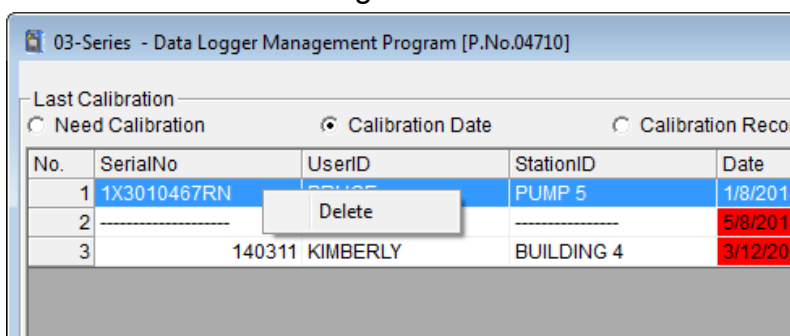 03-Series - Data Logger Management Program [P.No.04710]
Last Calibration
Need Calibration Calibration Date Calibration Reco
No. SerialNo UserID StationID Date
1 1X3010467RN PUMP 5 1/8/201
Delete
2 -------------------- ---------------- 5/8/201
3 140311 KIMBERLY BUILDING 4 3/12/20